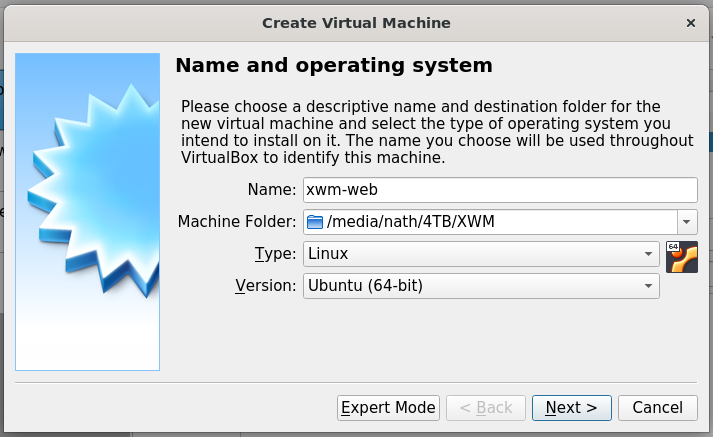 Create Virtual Machine
Name and operating system
Please choose a descriptive name and destination folder for the
new virtual machine and select the type of operating system you
intend to install on it. The name you choose will be used throughout
VirtualBox to identify this machine.
Name: xwm-web
Machine Folder: /media/nath/4TB/XWM
Type: Linux
64
Version: Ubuntu (64-bit)
Expert Mode < Back Next > Cancel